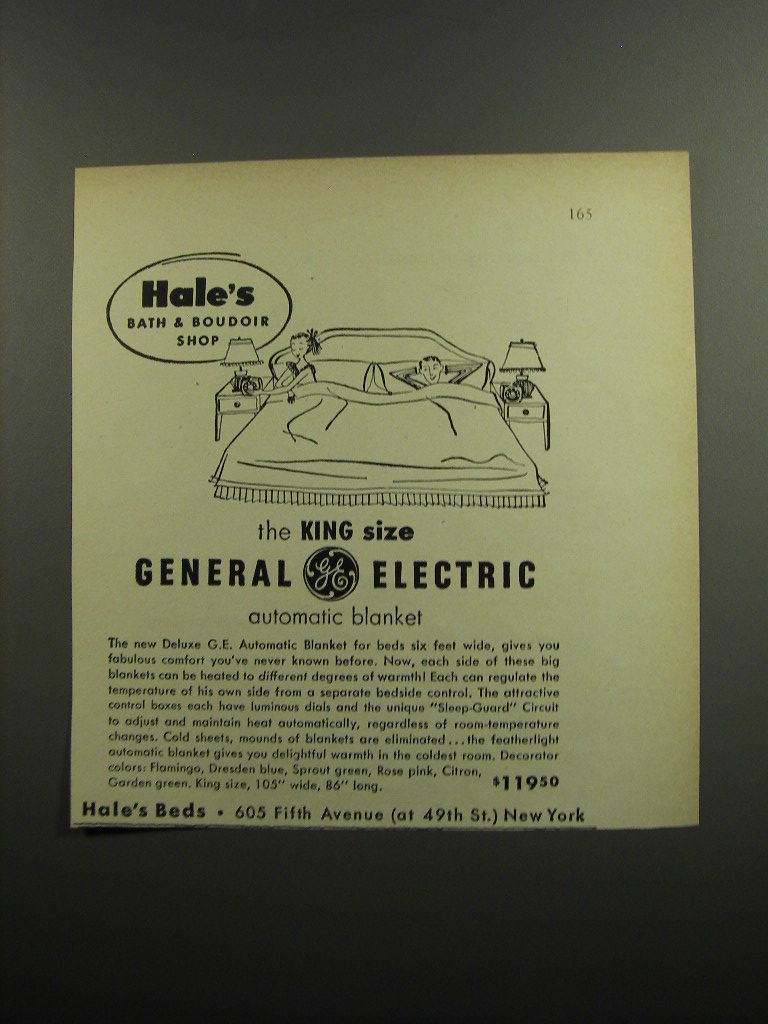 165
Hale's
BATH & BOUDOIR
SHOP
the KING size
GENERAL GE ELECTRIC
automatic blanket
The new Deluxe G.E. Automatic Blanket for beds six feet wide, gives you
fabulous comfort you've never known before. Now, each side of these big
blankets can be heated to different degrees of warmth! Each can regulate the
temperature of his own side from a separate bedside control. The attractive
control boxes each have luminous dials and the unique "Sleep-Guard" Circuit
to adjust and maintain heat automatically, regardless of room-temperature
changes. Cold sheets, mounds of blankets are eliminated...the featherlight
automatic blanket gives you delightful warmth in the coldest room. Decorator
colors: Flamingo, Dresden blue, Sprout green, Rose pink, Citron,
Garden green. King size, 105" wide, 86" long. $11950
Hale's Beds • 605 Fifth Avenue (at 49th St.) New York